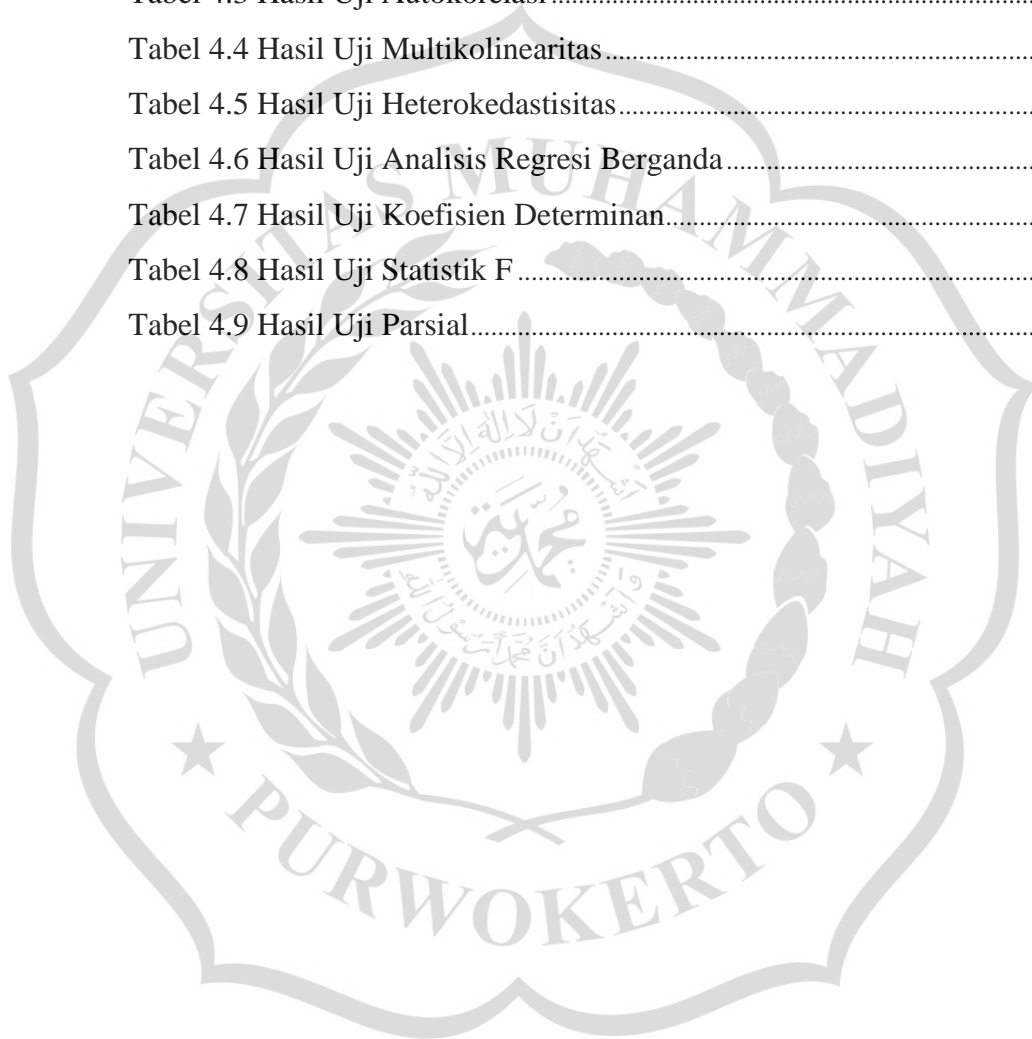 Tabel 4.4 Hasil Uji Multikolinearitas
Tabel 4.5 Hasil Uji Heterokedastisitas
Tabel 4.6 Hasil Uji Analisis Regresi Berganda
Tabel 4.7 Hasil Uji Koefisien Determinan
Tabel 4.8 Hasil Uji Statistik F
Tabel 4.9 Hasil Uji Parsial
UNIVERSITAS MUHAMMADIYAH
PURWOKERTO